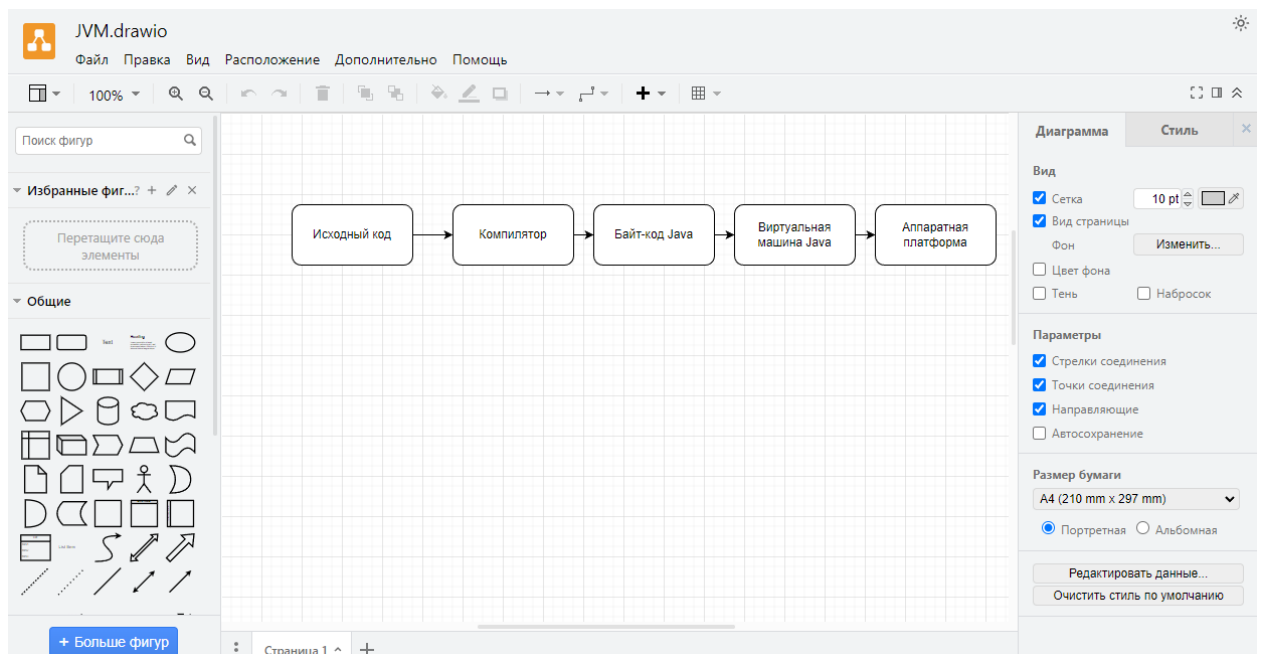 JVM.drawio
Файл Правка Вид Расположение Дополнительно Помощь
100%
Поиск фигур
Избранные фиг...? + ×
Перетащите сюда
элементы
Общие
Text
Heading
+ Больше фигур
Исходный код
Компилятор
Байт-код Java
Виртуальная
машина Java
Аппаратная
платформа
Страница 1
Диаграмма Стиль
Вид
Сетка 10 pt
Вид страницы
Фон Изменить...
Цвет фона
Тень Набросок
Параметры
Стрелки соединения
Точки соединения
Направляющие
Автосохранение
Размер бумаги
A4 (210 mm x 297 mm)
Портретная Альбомная
Редактировать данные...
Очистить стиль по умолчанию